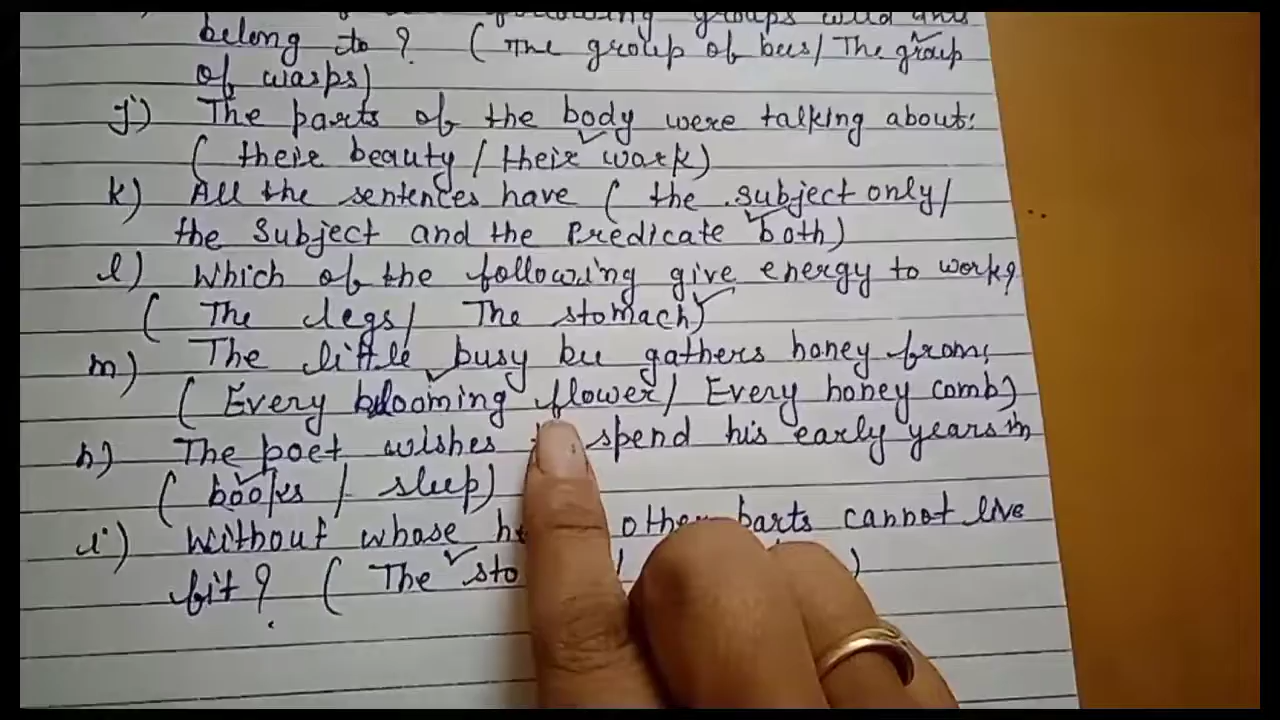 following groups will
belong to ? ( The group of bees/ The group
of wasps)
j) The parts of the body were talking about:
( their beauty / their work)
k) All the sentences have ( the subject only/
the Subject and the Predicate both)
l) Which of the following give energy to work?
( The legs/ The stomach)
m) The little busy bee gathers honey from:
( Every blooming flower/ Every honey comb)
n) The poet wishes spend his early years in
( books / sleep)
i) Without whose other parts cannot live
fit ? ( The